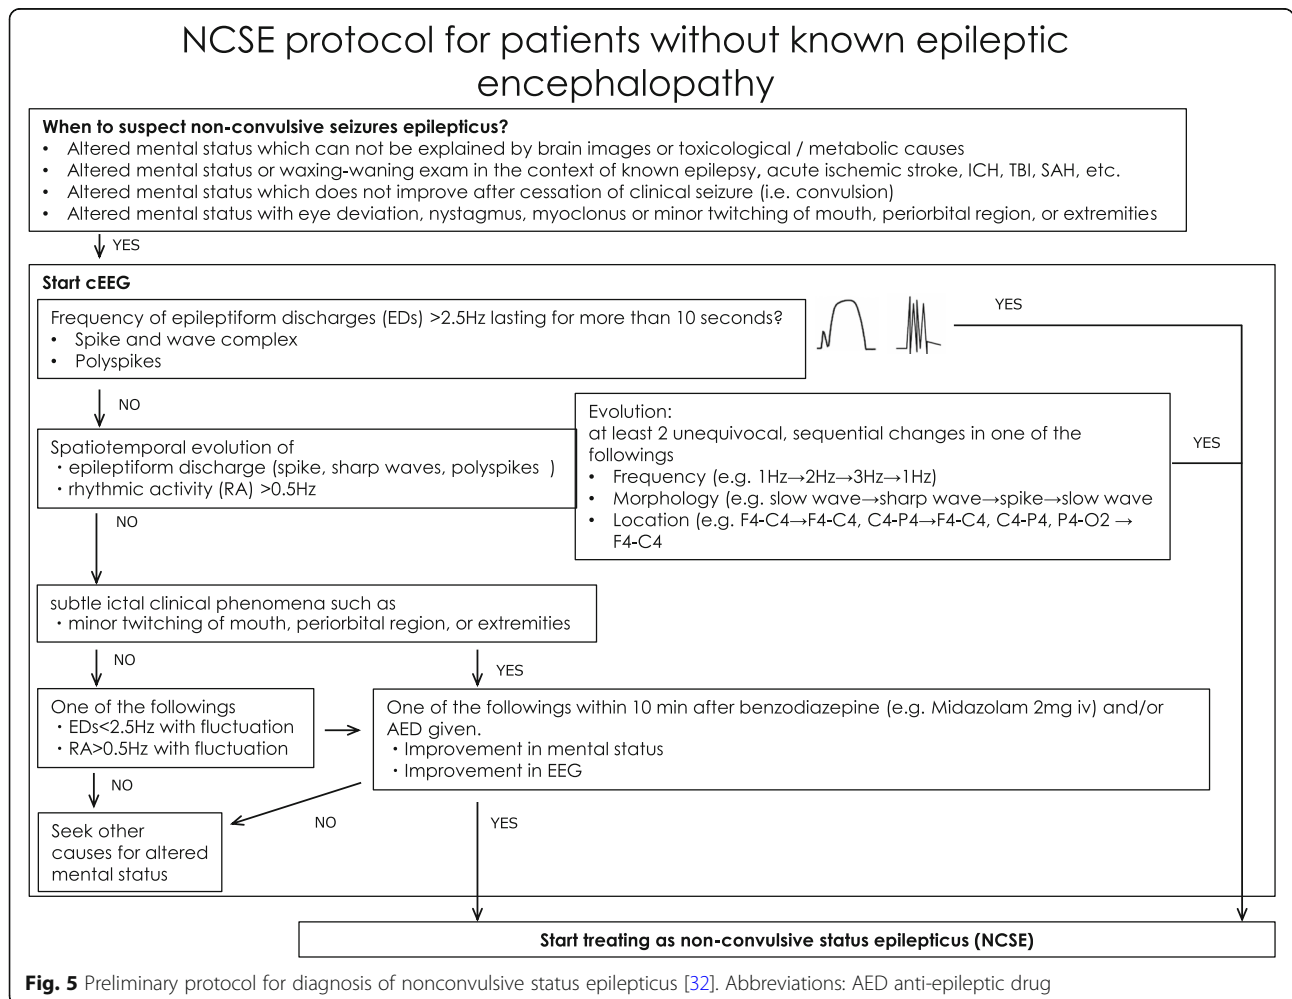 NCSE protocol for patients without known epileptic
encephalopathy
When to suspect non-convulsive seizures epilepticus?
• Altered mental status which can not be explained by brain images or toxicological / metabolic causes
• Altered mental status or waxing-waning exam in the context of known epilepsy, acute ischemic stroke, ICH, TBI, SAH, etc.
• Altered mental status which does not improve after cessation of clinical seizure (i.e. convulsion)
• Altered mental status with eye deviation, nystagmus, myoclonus or minor twitching of mouth, periorbital region, or extremities
YES
Start cEEG
Frequency of epileptiform discharges (EDs) >2.5Hz lasting for more than 10 seconds?
• Spike and wave complex
• Polyspikes
YES
NO
Spatiotemporal evolution of
・epileptiform discharge (spike, sharp waves, polyspikes )
・rhythmic activity (RA) >0.5Hz
Evolution:
at least 2 unequivocal, sequential changes in one of the
followings
• Frequency (e.g. 1Hz→2Hz→3Hz→1Hz)
• Morphology (e.g. slow wave→sharp wave→spike→slow wave
• Location (e.g. F4-C4→F4-C4, C4-P4→F4-C4, C4-P4, P4-O2 →
F4-C4
YES
NO
subtle ictal clinical phenomena such as
・minor twitching of mouth, periorbital region, or extremities
NO
YES
One of the followings
・EDs<2.5Hz with fluctuation
・RA>0.5Hz with fluctuation
One of the followings within 10 min after benzodiazepine (e.g. Midazolam 2mg iv) and/or
AED given.
・Improvement in mental status
・Improvement in EEG
NO
NO
YES
Seek other
causes for altered
mental status
Start treating as non-convulsive status epilepticus (NCSE)
Fig. 5 Preliminary protocol for diagnosis of nonconvulsive status epilepticus [32]. Abbreviations: AED anti-epileptic drug